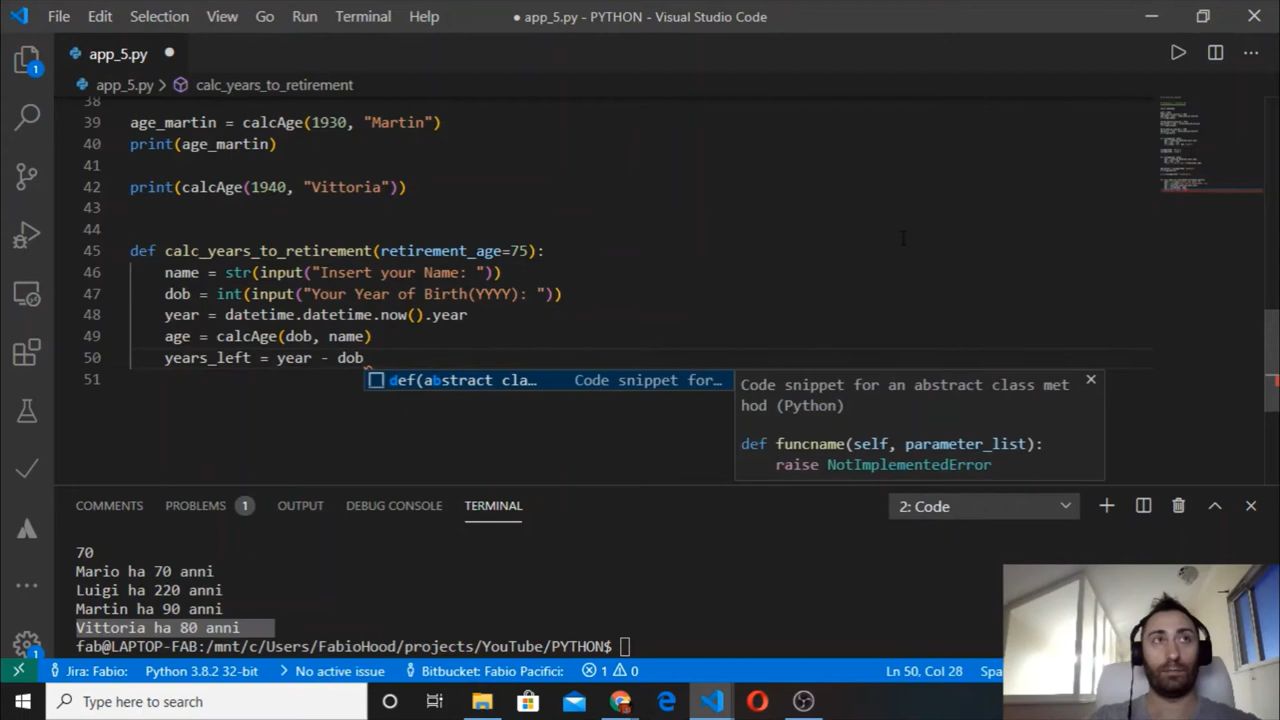 File Edit Selection View Go Run Terminal Help ● app_5.py - PYTHON - Visual Studio Code
app_5.py ●
app_5.py > calc_years_to_retirement
38
39 age_martin = calcAge(1930, "Martin")
40 print(age_martin)
41
42 print(calcAge(1940, "Vittoria"))
43
44
45 def calc_years_to_retirement(retirement_age=75):
46 name = str(input("Insert your Name: "))
47 dob = int(input("Your Year of Birth(YYYY): "))
48 year = datetime.datetime.now().year
49 age = calcAge(dob, name)
50 years_left = year - dob
51
def(abstract cla… Code snippet for…
Code snippet for an abstract class met
hod (Python)
def funcname(self, parameter_list):
raise NotImplementedError
COMMENTS PROBLEMS 1 OUTPUT DEBUG CONSOLE TERMINAL 2: Code
70
Mario ha 70 anni
Luigi ha 220 anni
Martin ha 90 anni
Vittoria ha 80 anni
fab@LAPTOP-FAB:/mnt/c/Users/FabioHood/projects/YouTube/PYTHON$
Jira: Fabio: Python 3.8.2 32-bit No active issue Bitbucket: Fabio Pacifici: 1 0 Ln 50, Col 28 Spa
Type here to search